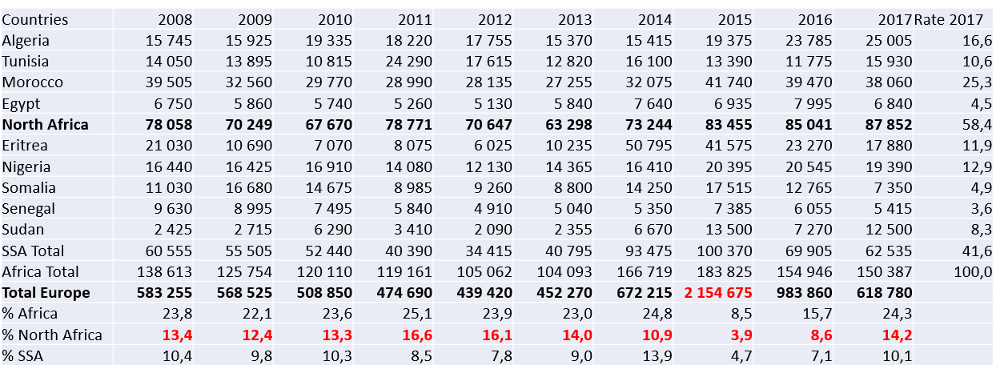 Countries 2008 2009 2010 2011 2012 2013 2014 2015 2016 2017 Rate 2017
Algeria 15 745 15 925 19 335 18 220 17 755 15 370 15 415 19 375 23 785 25 005 16,6
Tunisia 14 050 13 895 10 815 24 290 17 615 12 820 16 100 13 390 11 775 15 930 10,6
Morocco 39 505 32 560 29 770 28 990 28 135 27 255 32 075 41 740 39 470 38 060 25,3
Egypt 6 750 5 860 5 740 5 260 5 130 5 840 7 640 6 935 7 995 6 840 4,5
North Africa 78 058 70 249 67 670 78 771 70 647 63 298 73 244 83 455 85 041 87 852 58,4
Eritrea 21 030 10 690 7 070 8 075 6 025 10 235 50 795 41 575 23 270 17 880 11,9
Nigeria 16 440 16 425 16 910 14 080 12 130 14 365 16 410 20 395 20 545 19 390 12,9
Somalia 11 030 16 680 14 675 8 985 9 260 8 800 14 250 17 515 12 765 7 350 4,9
Senegal 9 630 8 995 7 495 5 840 4 910 5 040 5 350 7 385 6 055 5 415 3,6
Sudan 2 425 2 715 6 290 3 410 2 090 2 355 6 670 13 500 7 270 12 500 8,3
SSA Total 60 555 55 505 52 440 40 390 34 415 40 795 93 475 100 370 69 905 62 535 41,6
Africa Total 138 613 125 754 120 110 119 161 105 062 104 093 166 719 183 825 154 946 150 387 100,0
Total Europe 583 255 568 525 508 850 474 690 439 420 452 270 672 215 2 154 675 983 860 618 780
% Africa 23,8 22,1 23,6 25,1 23,9 23,0 24,8 8,5 15,7 24,3
% North Africa 13,4 12,4 13,3 16,6 16,1 14,0 10,9 3,9 8,6 14,2
% SSA 10,4 9,8 10,3 8,5 7,8 9,0 13,9 4,7 7,1 10,1